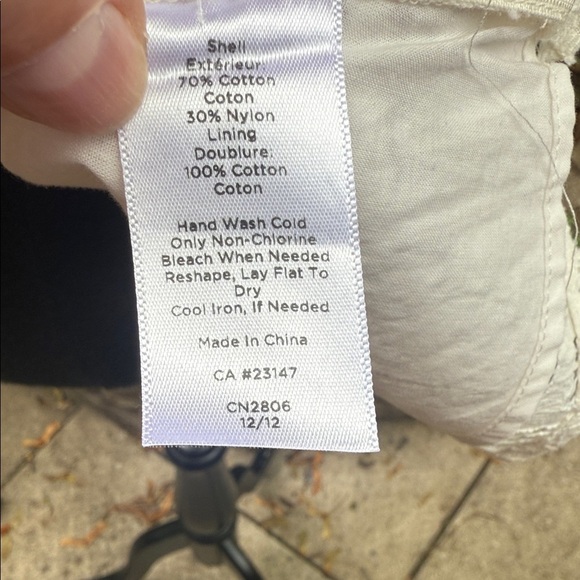 Shell
Extérieur:
70% Cotton
Coton
30% Nylon
Lining
Doublure:
100% Cotton
Coton
Hand Wash Cold
Only Non-Chlorine
Bleach When Needed
Reshape, Lay Flat To
Dry
Cool Iron, If Needed
Made In China
CA #23147
CN2806
12/12